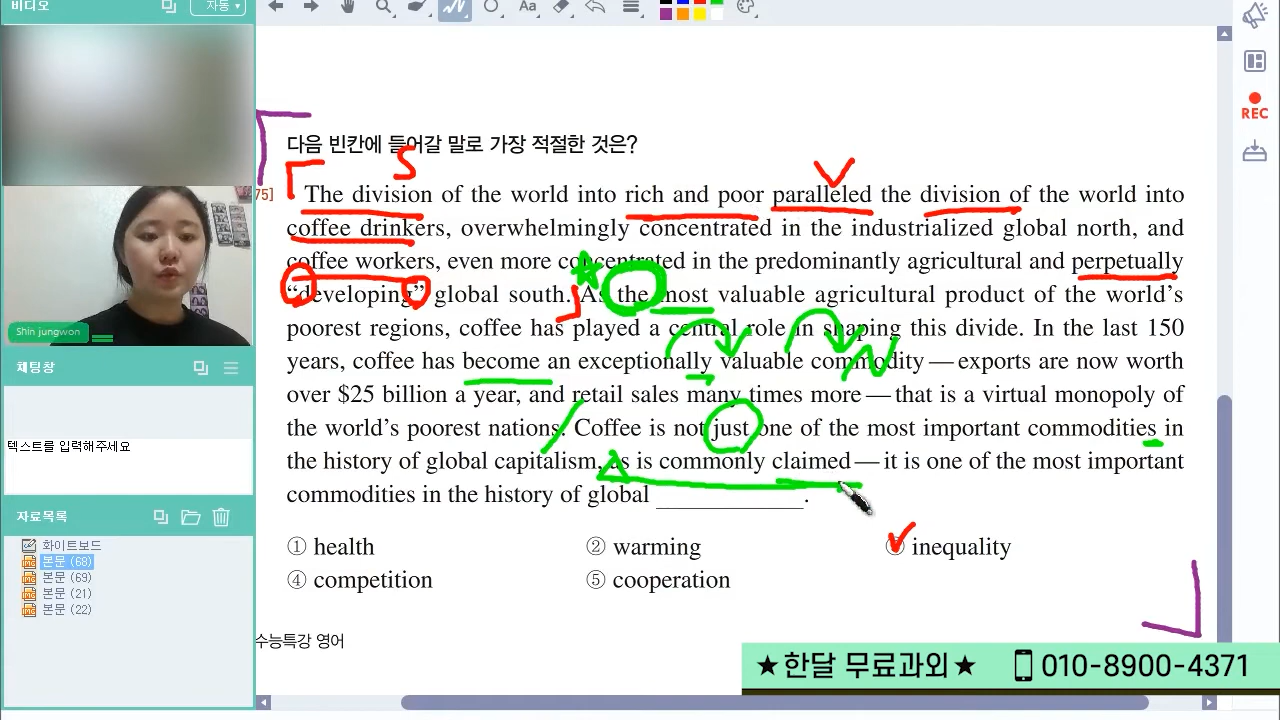 비디오
자동
Aa
REC
다음 빈칸에 들어갈 말로 가장 적절한 것은?
S
V
75] The division of the world into rich and poor paralleled the division of the world into
coffee drinkers, overwhelmingly concentrated in the industrialized global north, and
coffee workers, even more concentrated in the predominantly agricultural and perpetually
“developing” global south. As the most valuable agricultural product of the world’s
poorest regions, coffee has played a central role in shaping this divide. In the last 150
years, coffee has become an exceptionally valuable commodity — exports are now worth
over $25 billion a year, and retail sales many times more — that is a virtual monopoly of
the world’s poorest nations. Coffee is not just one of the most important commodities in
the history of global capitalism, as is commonly claimed — it is one of the most important
commodities in the history of global ____________.
① health ② warming ③ inequality
④ competition ⑤ cooperation
수능특강 영어
Shin jungwon
채팅창
텍스트를 입력해주세요
자료목록
화이트보드
본문 (68)
본문 (69)
본문 (21)
본문 (22)
★한달 무료과외★ 010-8900-4371